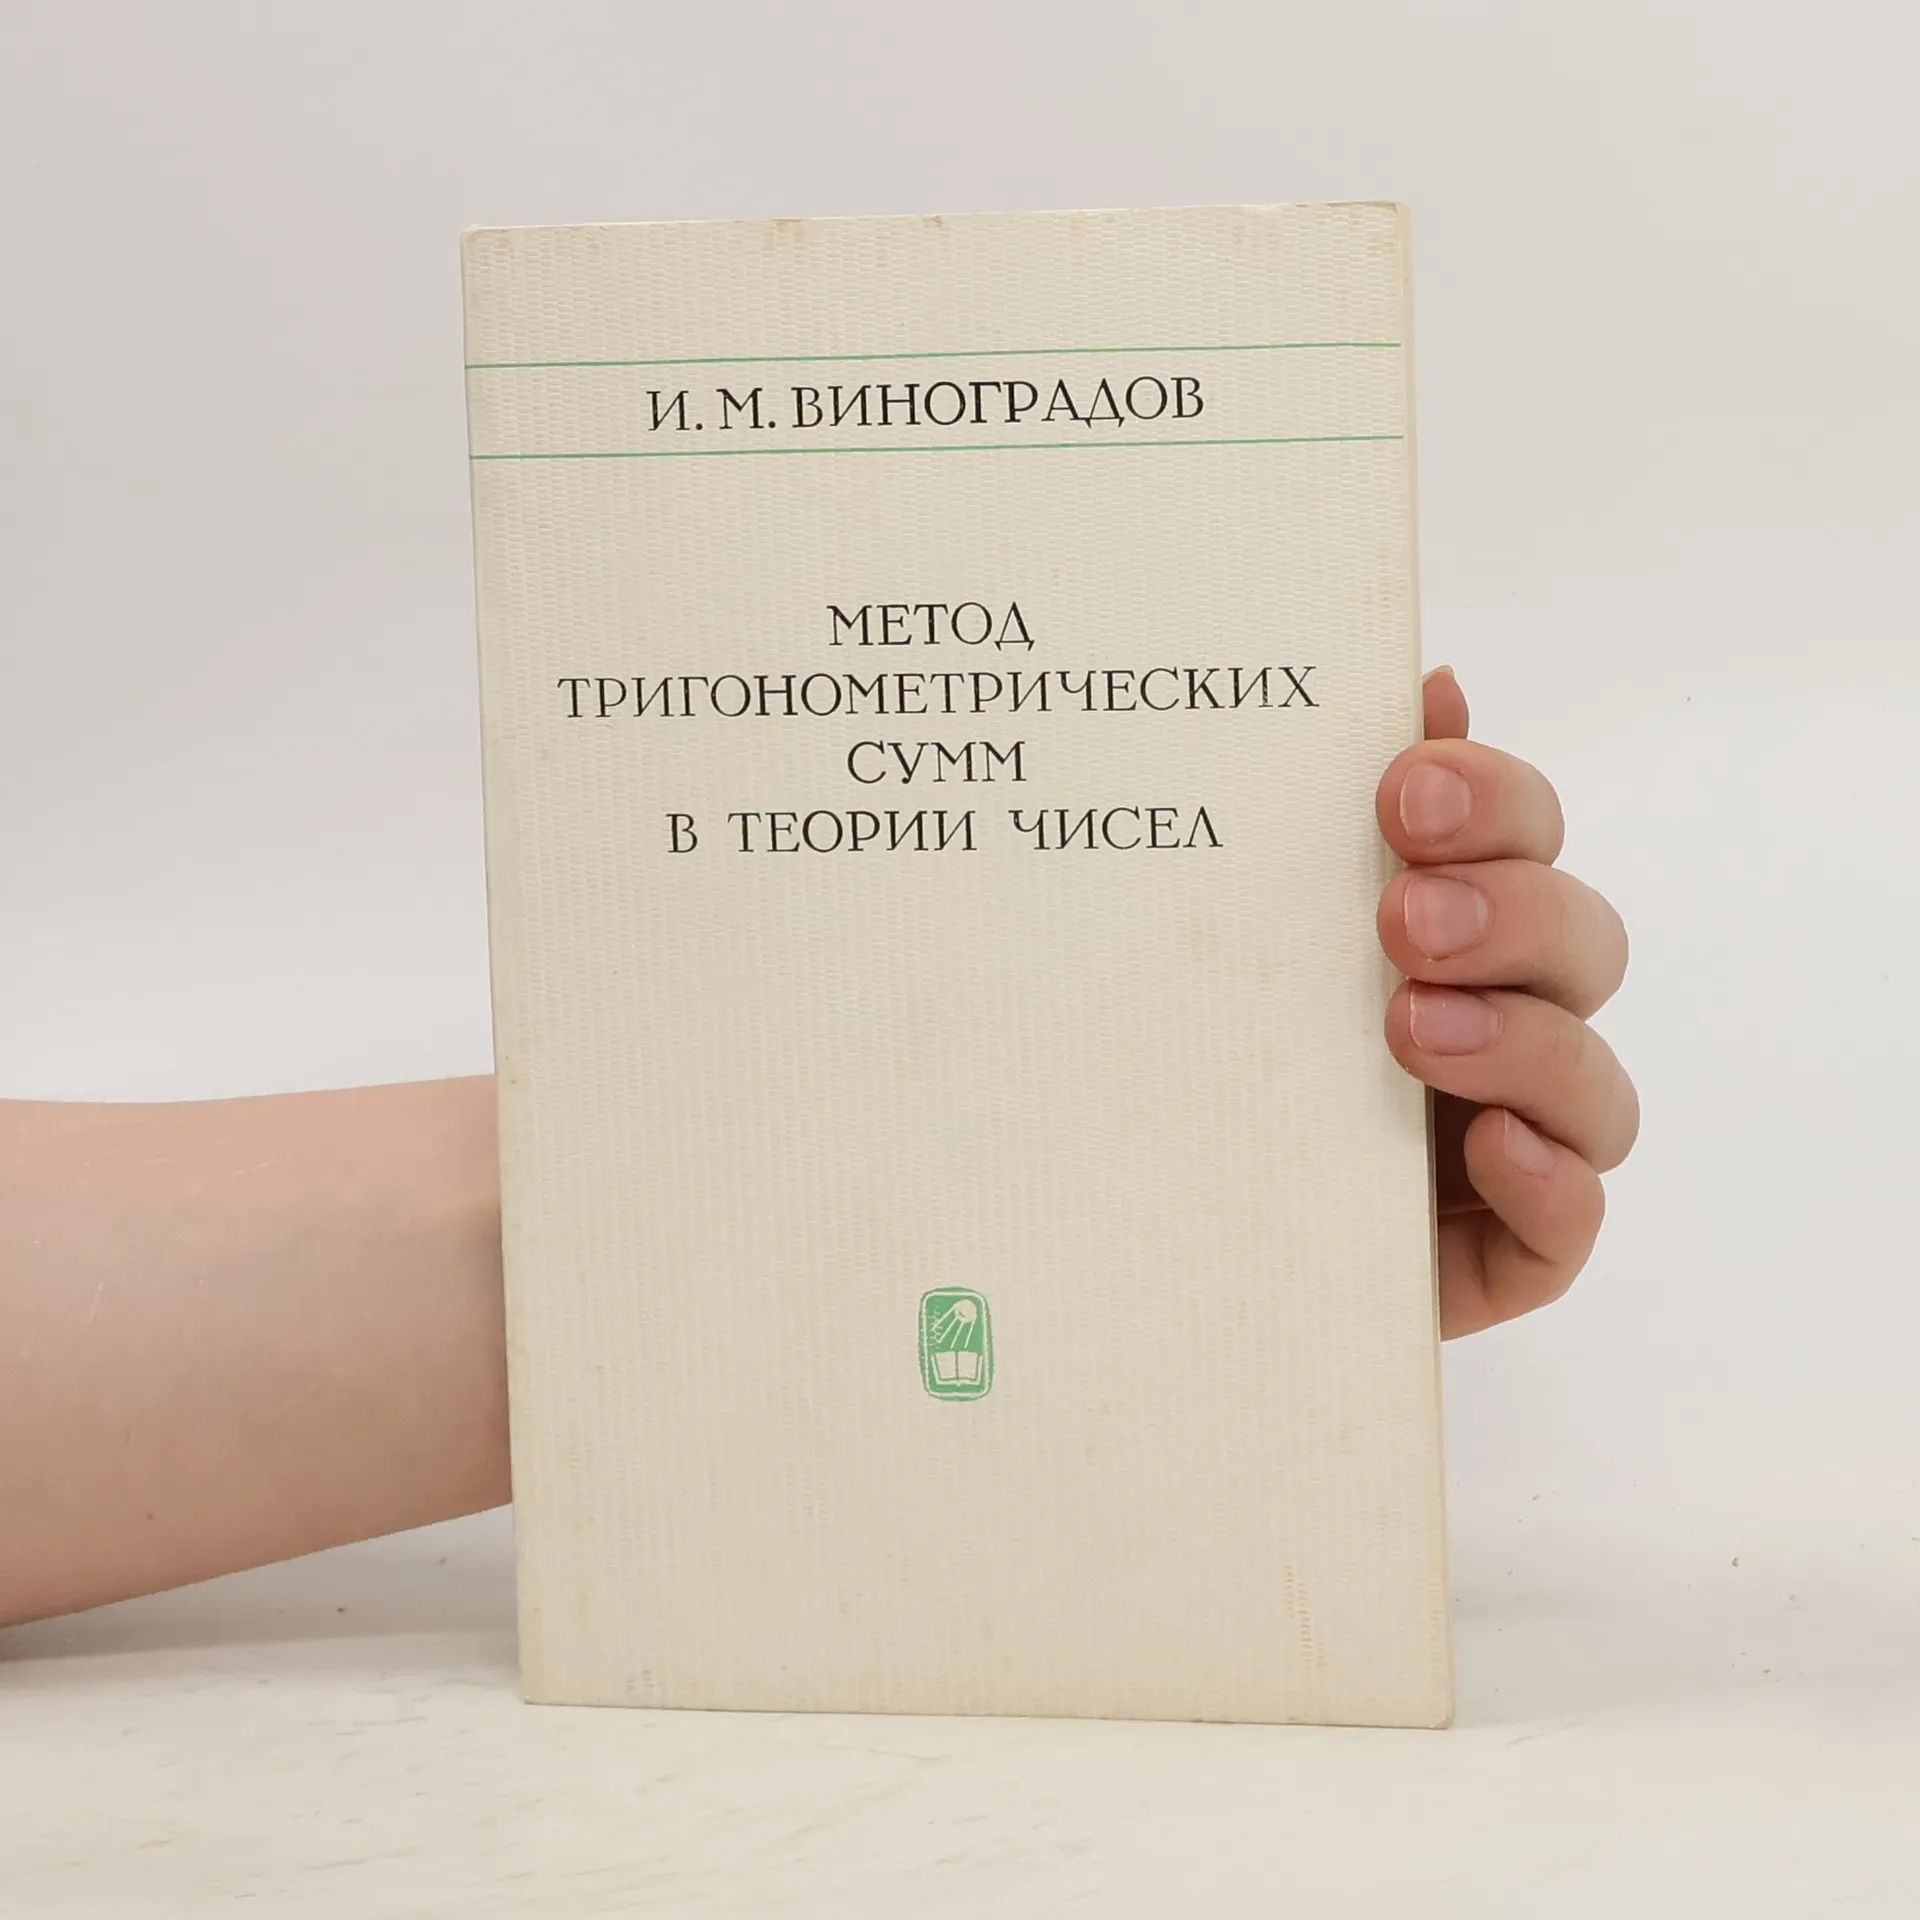 И. М. ВИНОГРАДОВ
МЕТОД
ТРИГОНОМЕТРИЧЕСКИХ
СУММ
В ТЕОРИИ ЧИСЕЛ